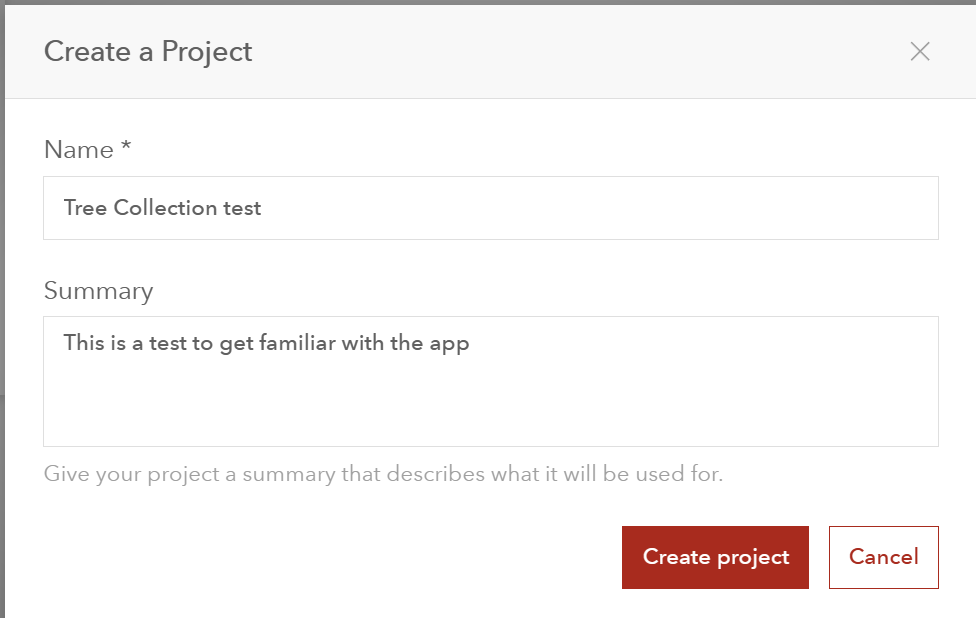 Create a Project
Name *
Tree Collection test
Summary
This is a test to get familiar with the app
Give your project a summary that describes what it will be used for.
Create project
Cancel